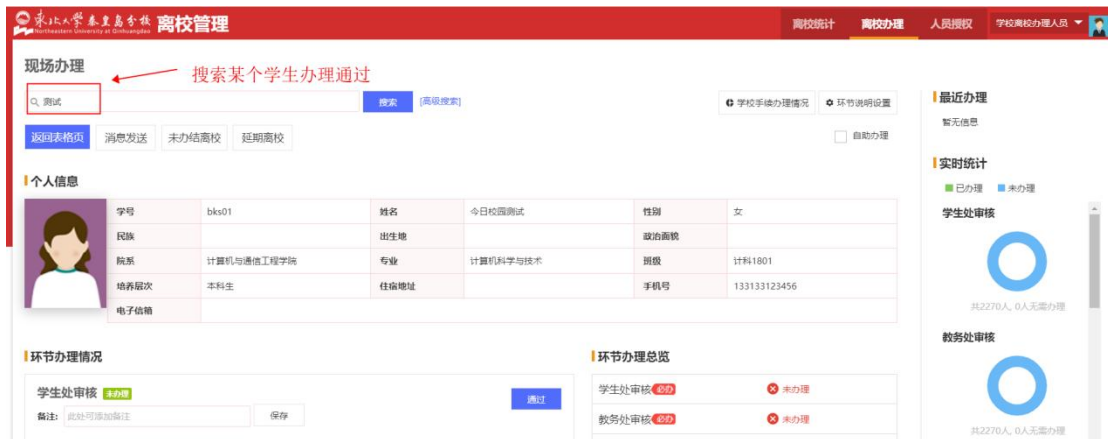 東北大学秦皇岛分校 离校管理
Northeastern University at Qinhuangdao
离校统计 离校办理 人员授权 学校离校办理人员
现场办理
搜索某个学生办理通过
测试 搜索 [高级搜索] 学校手续办理情况 环节说明设置
返回表格页 消息发送 未办结离校 延期离校 自助办理
个人信息
学号 bks01 姓名 今日校园测试 性别 女
民族 出生地 政治面貌
院系 计算机与通信工程学院 专业 计算机科学与技术 班级 计科1801
培养层次 本科生 住宿地址 手机号 133133123456
电子信箱
环节办理情况
学生处审核 未办理 通过
备注: 此处可添加备注 保存
环节办理总览
学生处审核 必办 未办理
教务处审核 必办 未办理
最近办理
暂无信息
实时统计
已办理 未办理
学生处审核
共2270人, 0人无需办理
教务处审核
共2270人, 0人无需办理